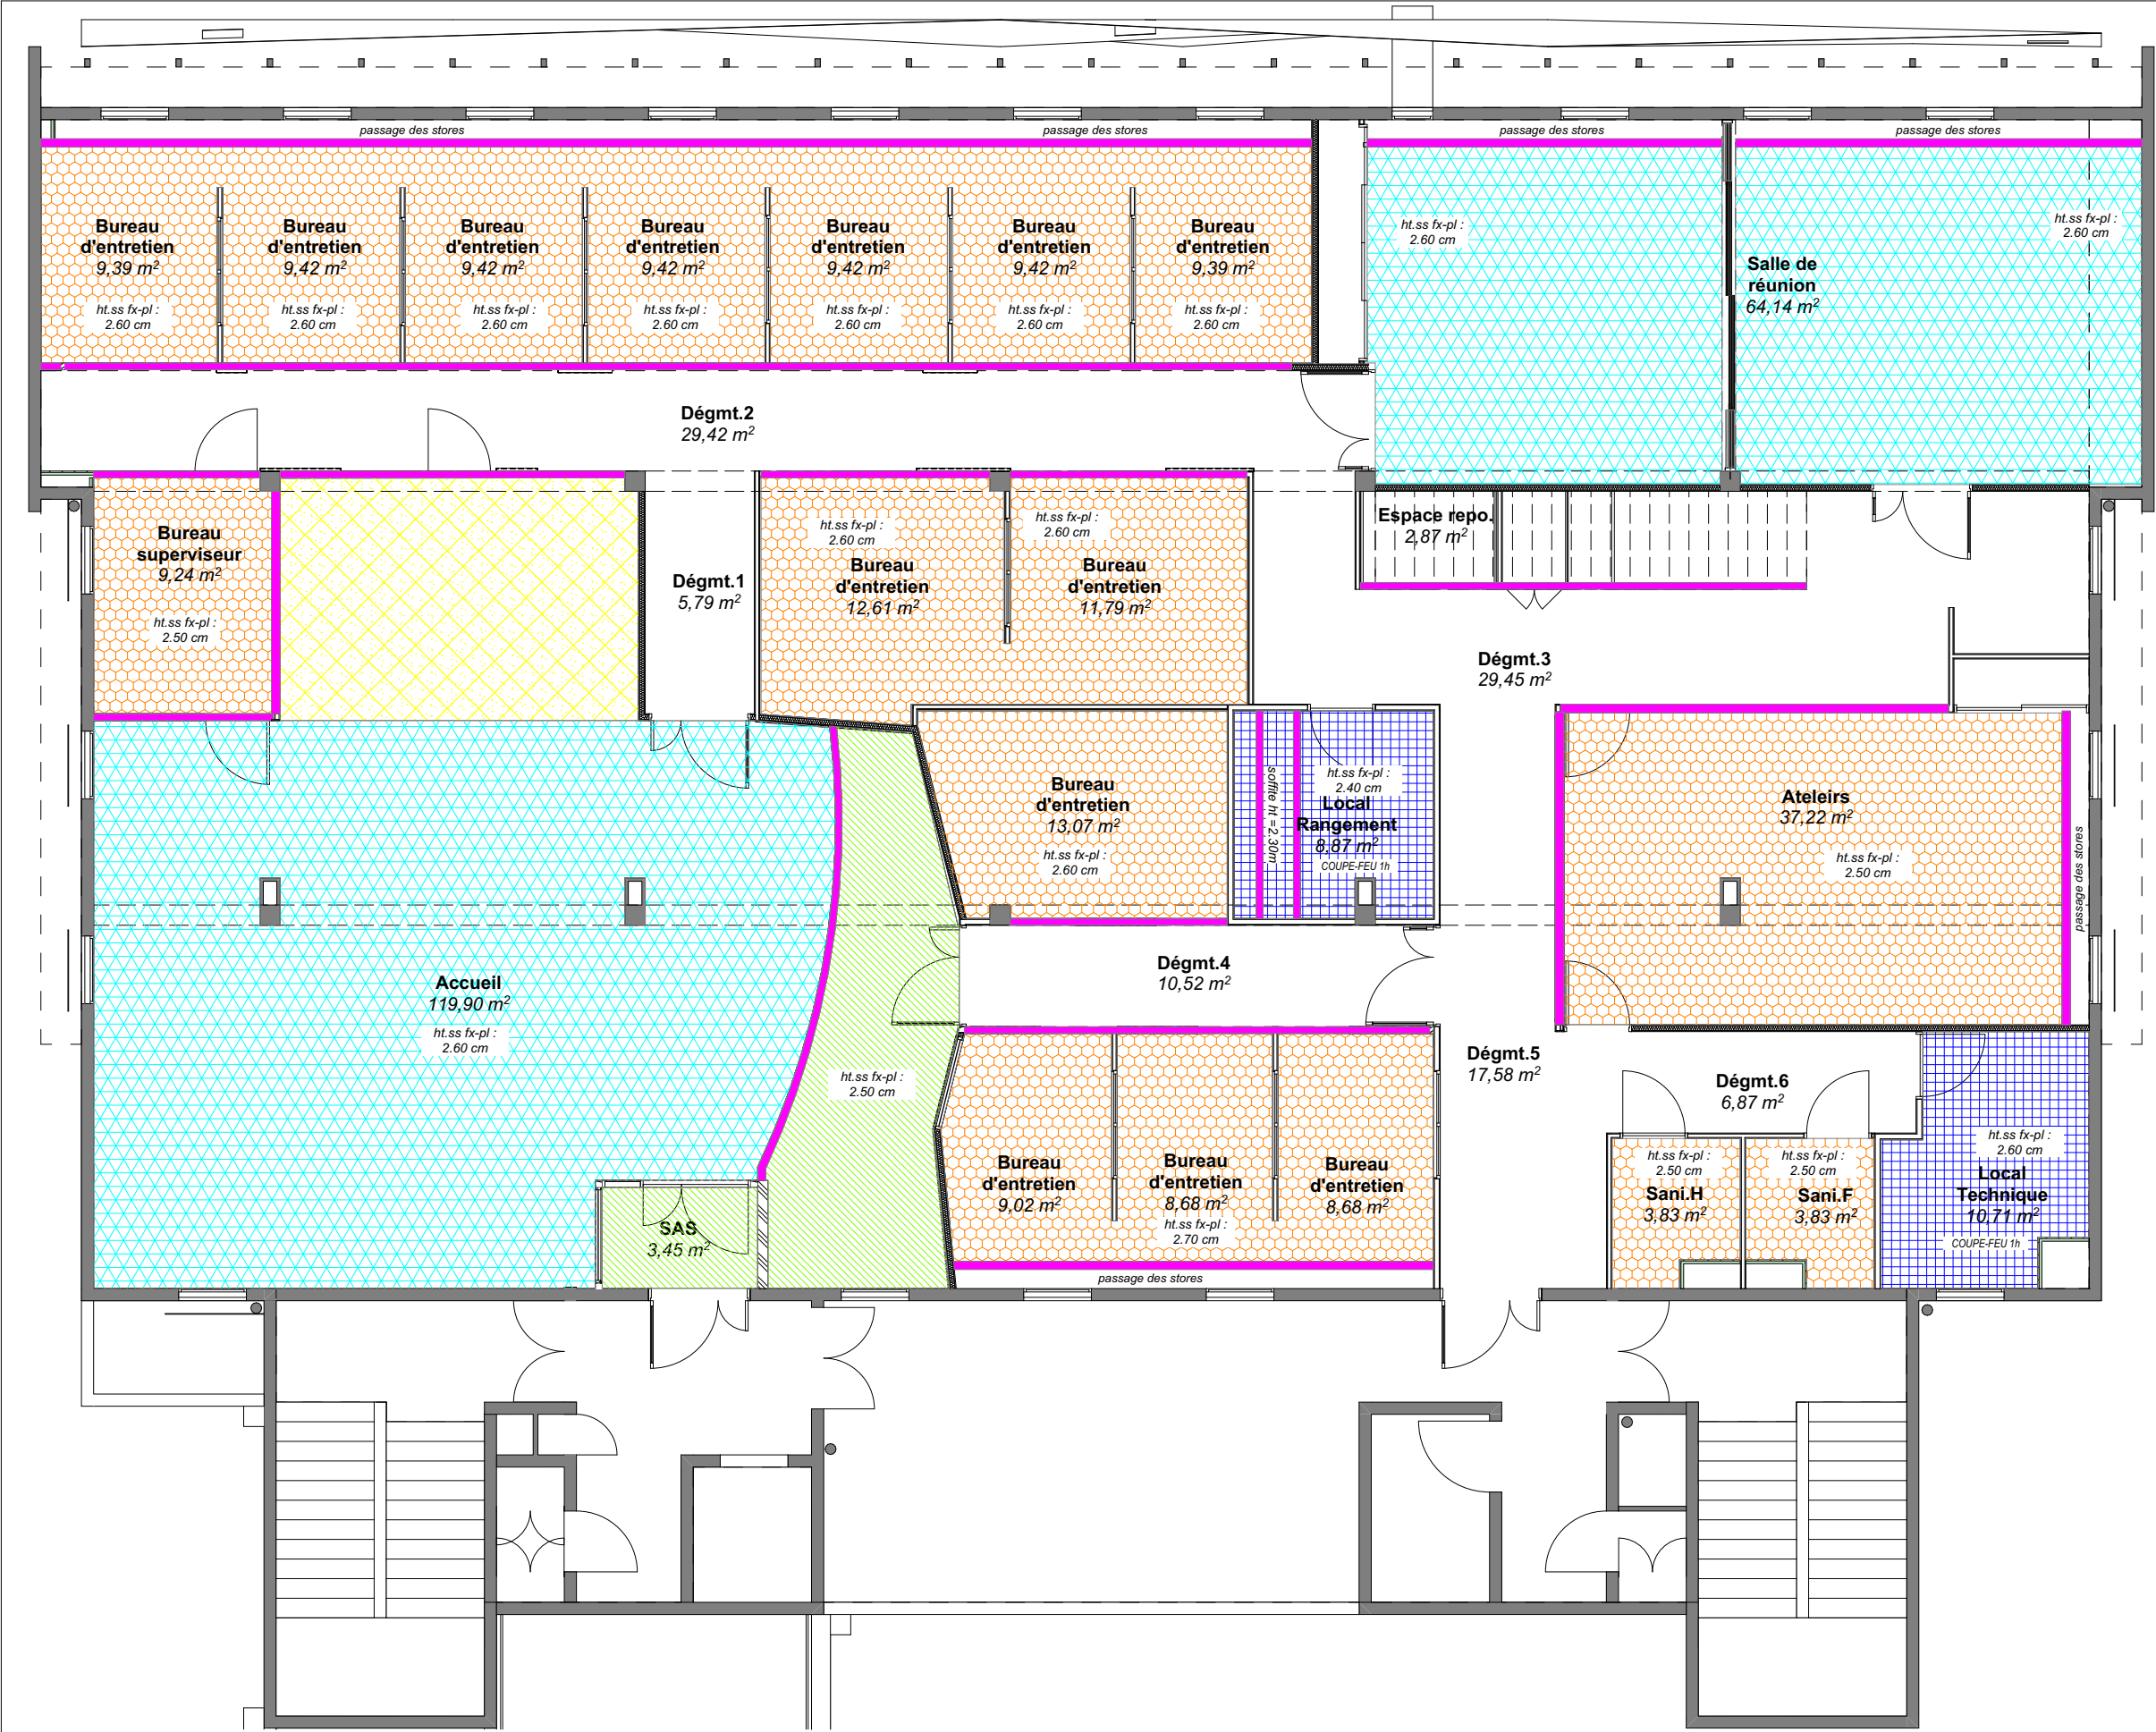 passage des stores
passage des stores
passage des stores
passage des stores
Bureau
d'entretien
9,39 m²
ht.ss fx-pl :
2.60 cm
Bureau
d'entretien
9,42 m²
ht.ss fx-pl :
2.60 cm
Bureau
d'entretien
9,42 m²
ht.ss fx-pl :
2.60 cm
Bureau
d'entretien
9,42 m²
ht.ss fx-pl :
2.60 cm
Bureau
d'entretien
9,42 m²
ht.ss fx-pl :
2.60 cm
Bureau
d'entretien
9,42 m²
ht.ss fx-pl :
2.60 cm
Bureau
d'entretien
9,39 m²
ht.ss fx-pl :
2.60 cm
ht.ss fx-pl :
2.60 cm
ht.ss fx-pl :
2.60 cm
Salle de
réunion
64,14 m²
Dégmt.2
29,42 m²
Bureau
superviseur
9,24 m²
ht.ss fx-pl :
2.50 cm
Dégmt.1
5,79 m²
ht.ss fx-pl :
2.60 cm
Bureau
d'entretien
12,61 m²
ht.ss fx-pl :
2.60 cm
Bureau
d'entretien
11,79 m²
Espace repo.
2,87 m²
Dégmt.3
29,45 m²
Bureau
d'entretien
13,07 m²
ht.ss fx-pl :
2.60 cm
soffite ht =2.30m
ht.ss fx-pl :
2.40 cm
Local
Rangement
8,87 m²
COUPE-FEU 1h
Ateleirs
37,22 m²
ht.ss fx-pl :
2.50 cm
passage des stores
Accueil
119,90 m²
ht.ss fx-pl :
2.60 cm
ht.ss fx-pl :
2.50 cm
Dégmt.4
10,52 m²
Dégmt.5
17,58 m²
Dégmt.6
6,87 m²
SAS
3,45 m²
Bureau
d'entretien
9,02 m²
Bureau
d'entretien
8,68 m²
ht.ss fx-pl :
2.70 cm
Bureau
d'entretien
8,68 m²
passage des stores
ht.ss fx-pl :
2.50 cm
Sani.H
3,83 m²
ht.ss fx-pl :
2.50 cm
Sani.F
3,83 m²
ht.ss fx-pl :
2.60 cm
Local
Technique
10,71 m²
COUPE-FEU 1h